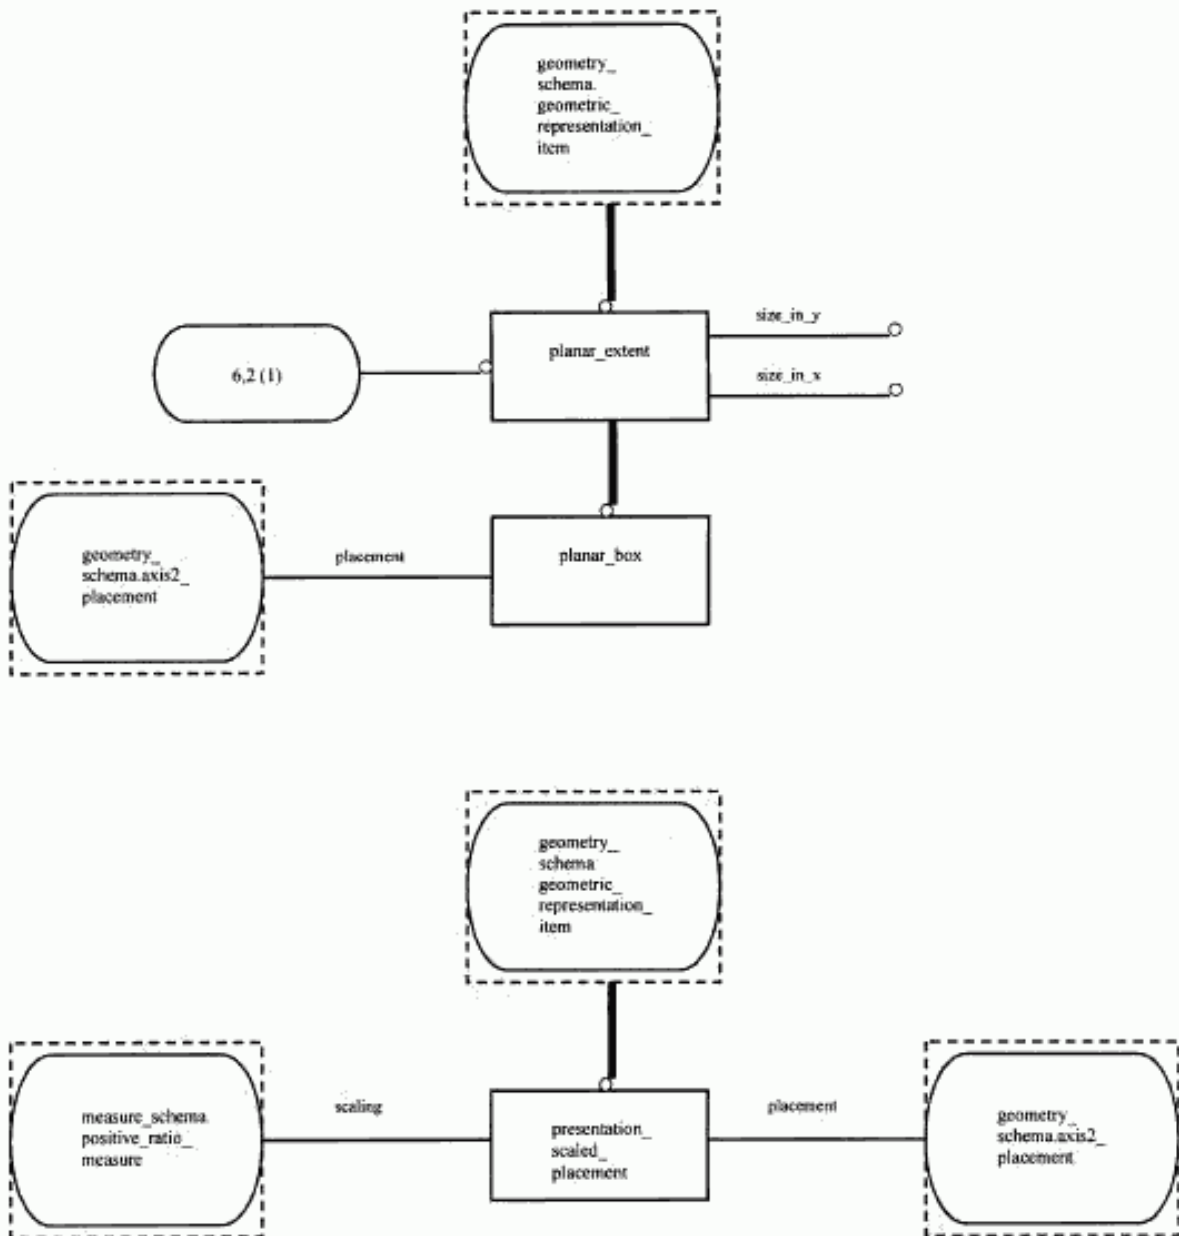 geometry_
schema.
geometric_
representation_
item
size_in_y
planar_extent
6,2 (1)
size_in_x
geometry_
schema.axis2_
placement
placement
planar_box
geometry_
schema
geometric_
representation_
item
measure_schema.
positive_ratio_
measure
scaling
presentation_
scaled_
placement
placement
geometry_
schema.axis2_
placement